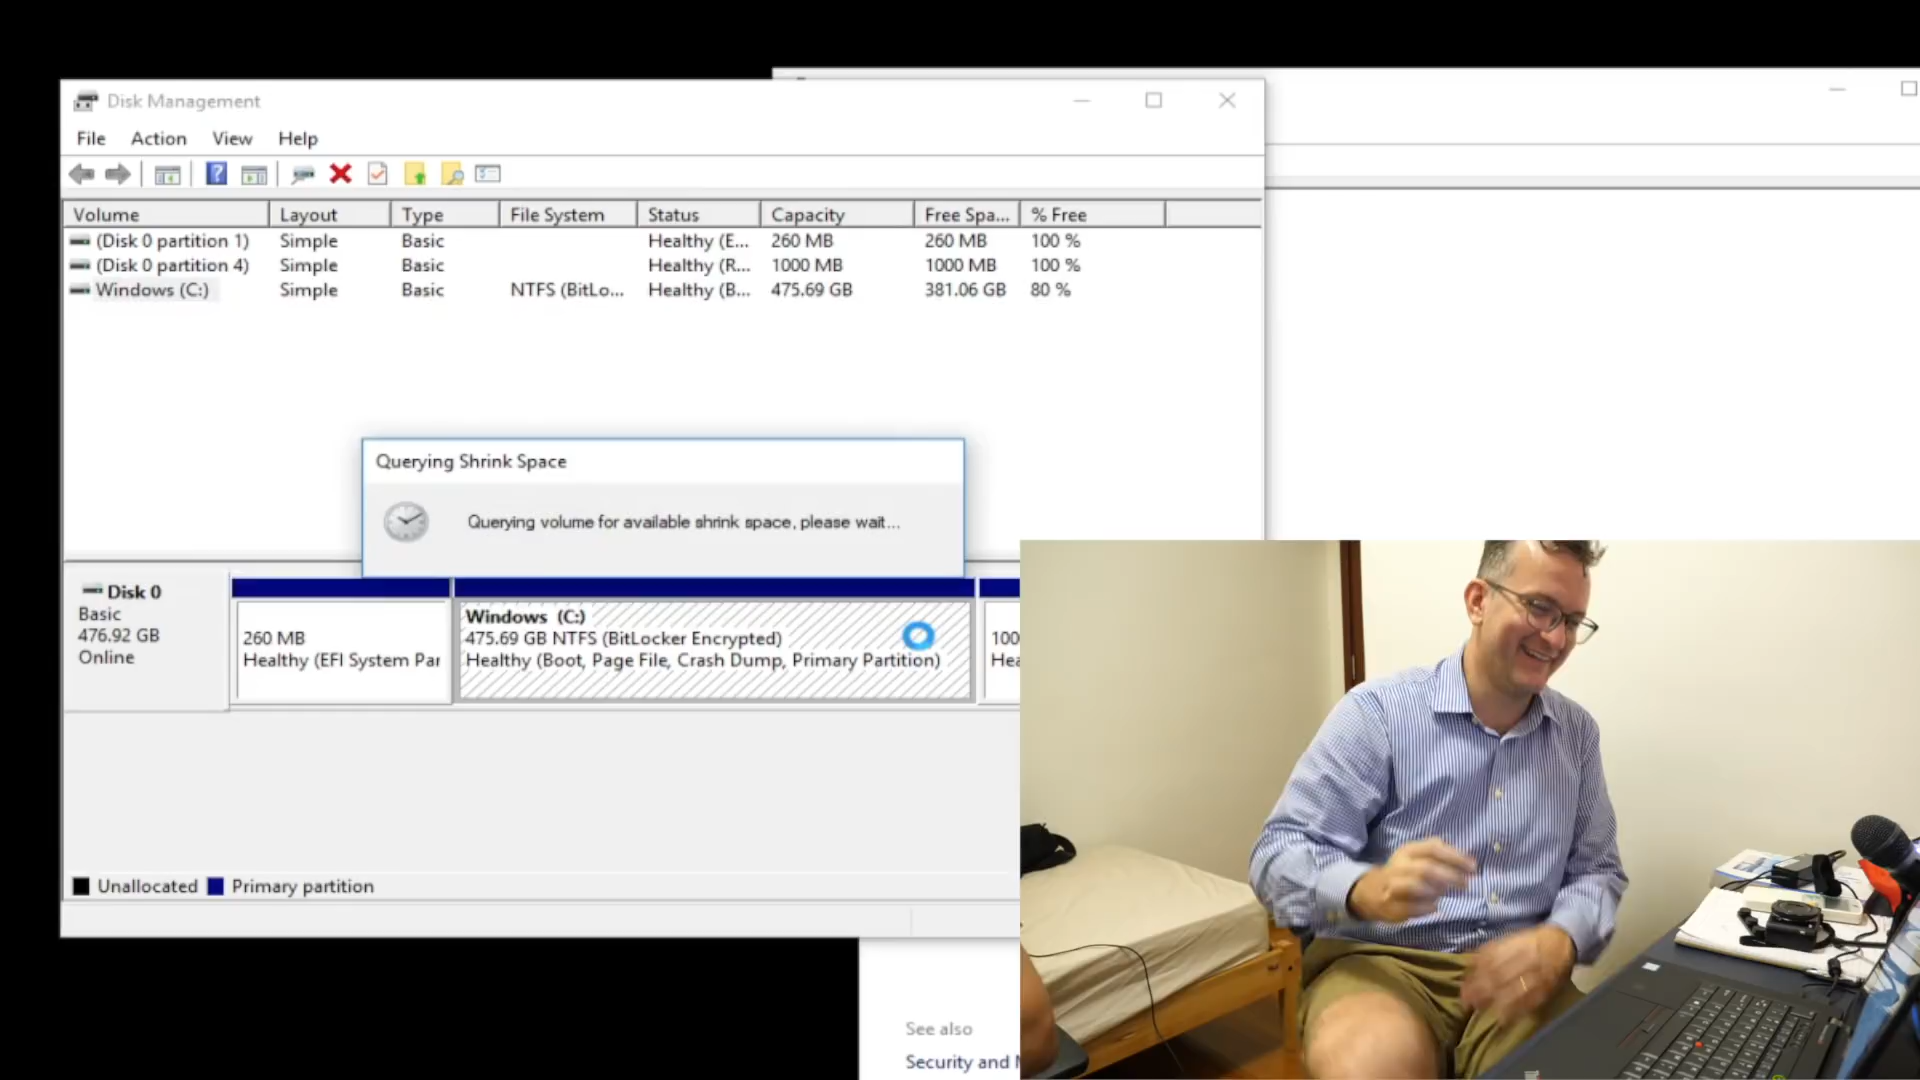 Disk Management
File Action View Help
Volume Layout Type File System Status Capacity Free Spa... % Free
(Disk 0 partition 1) Simple Basic Healthy (E... 260 MB 260 MB 100 %
(Disk 0 partition 4) Simple Basic Healthy (R... 1000 MB 1000 MB 100 %
Windows (C:) Simple Basic NTFS (BitLo... Healthy (B... 475.69 GB 381.06 GB 80 %
Querying Shrink Space
Querying volume for available shrink space, please wait...
Disk 0
Basic
476.92 GB
Online
260 MB
Healthy (EFI System Par
Windows (C:)
475.69 GB NTFS (BitLocker Encrypted)
Healthy (Boot, Page File, Crash Dump, Primary Partition)
100
Hea
Unallocated Primary partition
See also
Security and